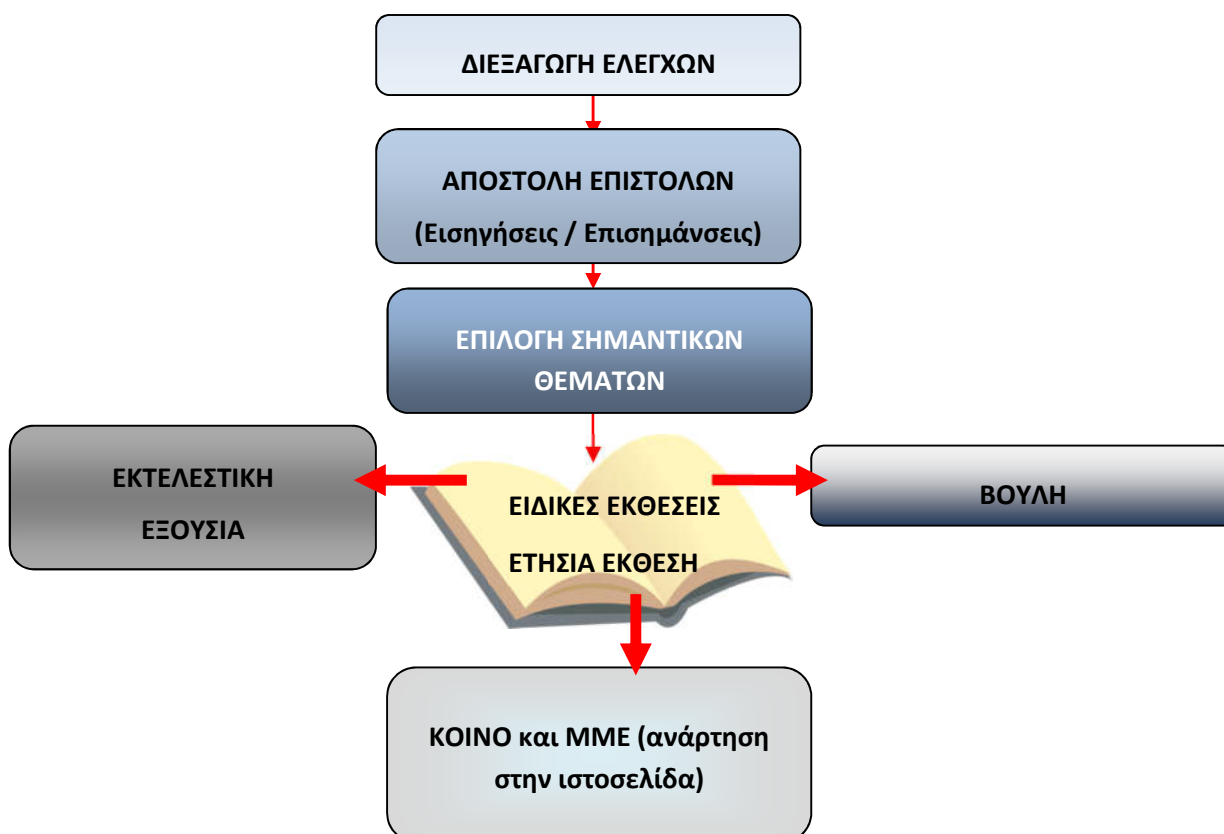 ΔΙΕΞΑΓΩΓΗ ΕΛΕΓΧΩΝ
ΑΠΟΣΤΟΛΗ ΕΠΙΣΤΟΛΩΝ
(Εισηγήσεις / Επισημάνσεις)
ΕΠΙΛΟΓΗ ΣΗΜΑΝΤΙΚΩΝ
ΘΕΜΑΤΩΝ
ΕΚΤΕΛΕΣΤΙΚΗ
ΕΞΟΥΣΙΑ
ΕΙΔΙΚΕΣ ΕΚΘΕΣΕΙΣ
ΕΤΗΣΙΑ ΕΚΘΕΣΗ
ΒΟΥΛΗ
ΚΟΙΝΟ και ΜΜΕ (ανάρτηση
στην ιστοσελίδα)